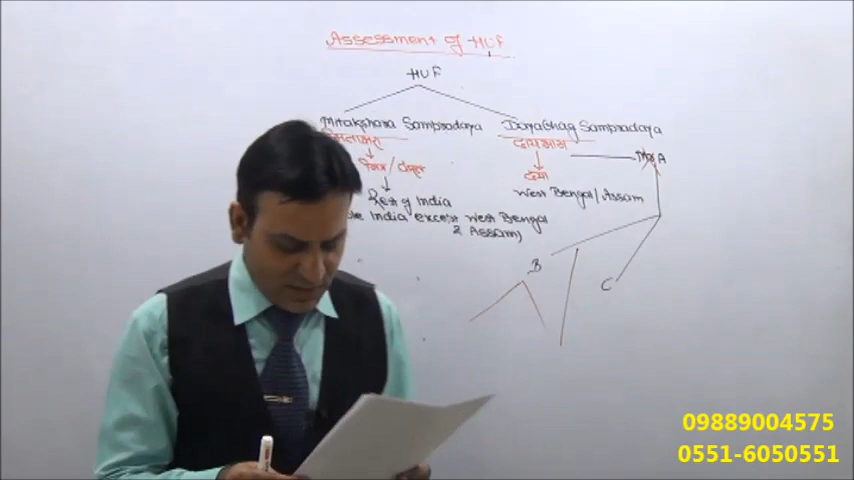 Assessment of HUF
HUF
Mitakshara Sampradaya
Dayabhag Sampradaya
मिताक्षरा
दायभाग
A
Rest of India
West Bengal/Assam
India except West Bengal
& Assam)
B
C
09889004575
0551-6050551